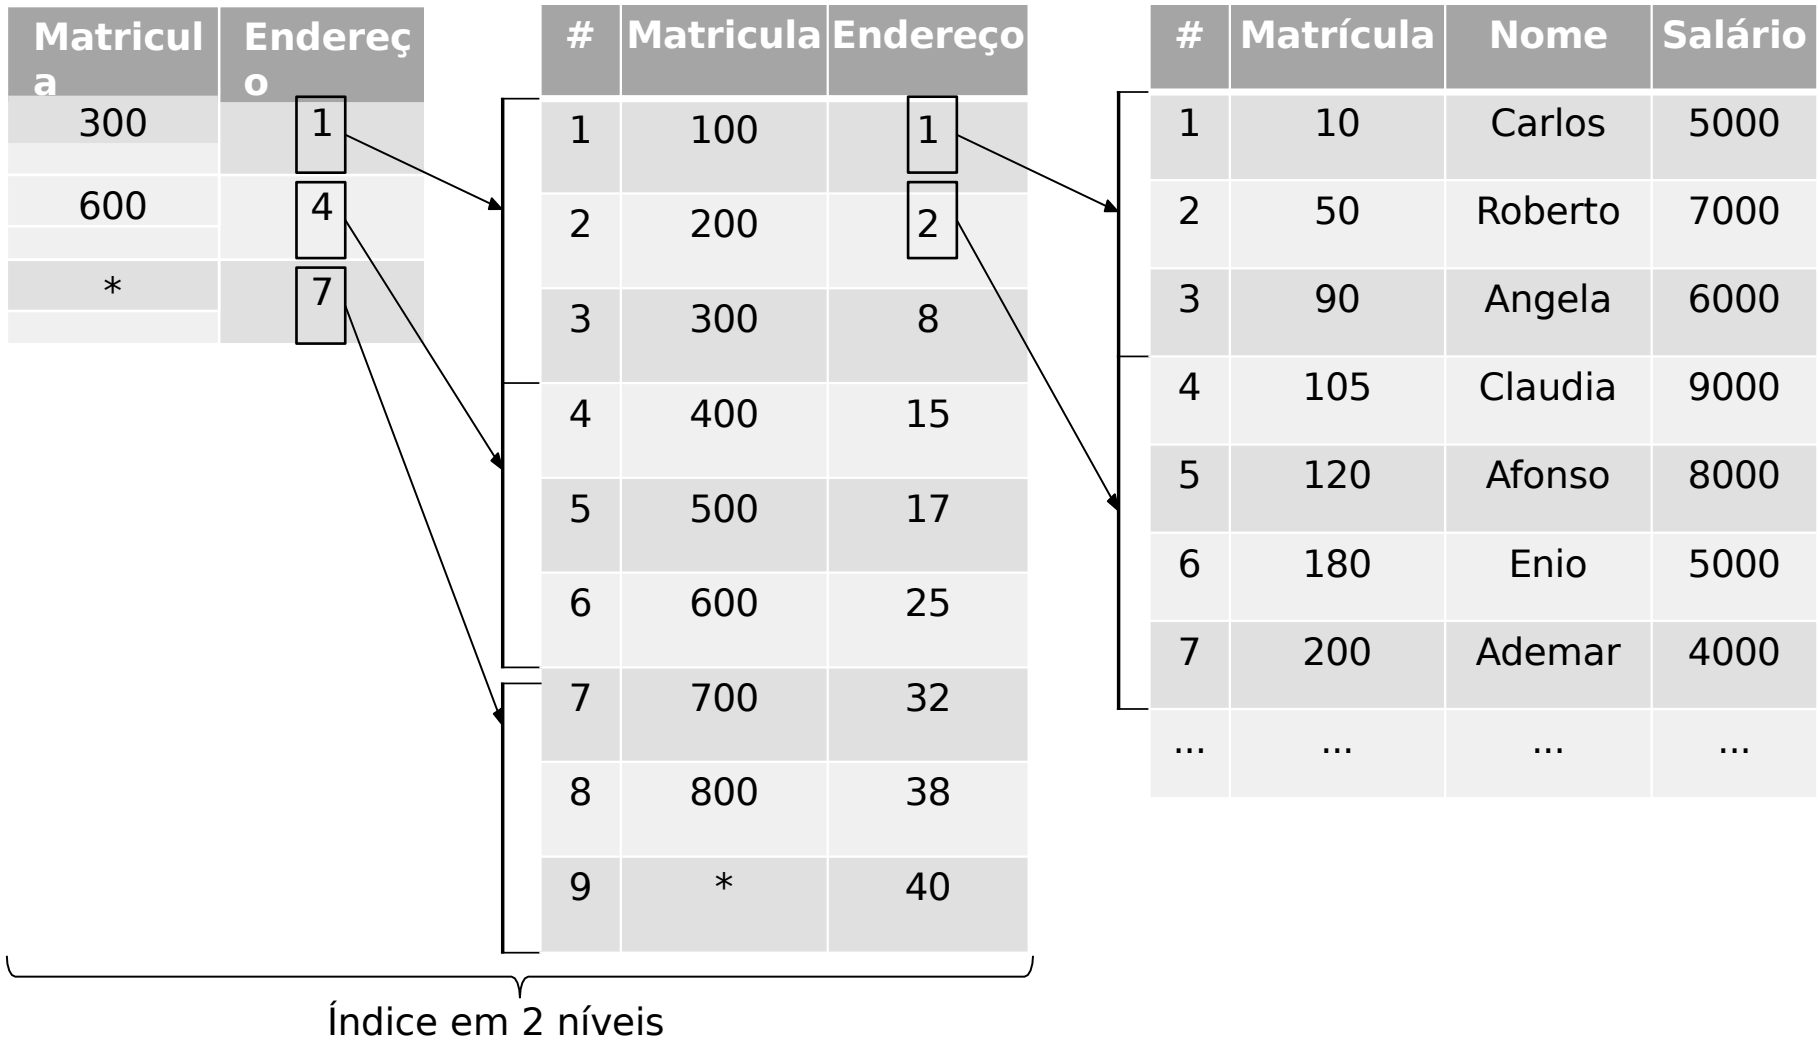 Matricul
a Endereç
o
300 1
600 4
* 7
# Matricula Endereço
1 100 1
2 200 2
3 300 8
4 400 15
5 500 17
6 600 25
7 700 32
8 800 38
9 * 40
# Matrícula Nome Salário
1 10 Carlos 5000
2 50 Roberto 7000
3 90 Angela 6000
4 105 Claudia 9000
5 120 Afonso 8000
6 180 Enio 5000
7 200 Ademar 4000
... ... ... ...
Índice em 2 níveis